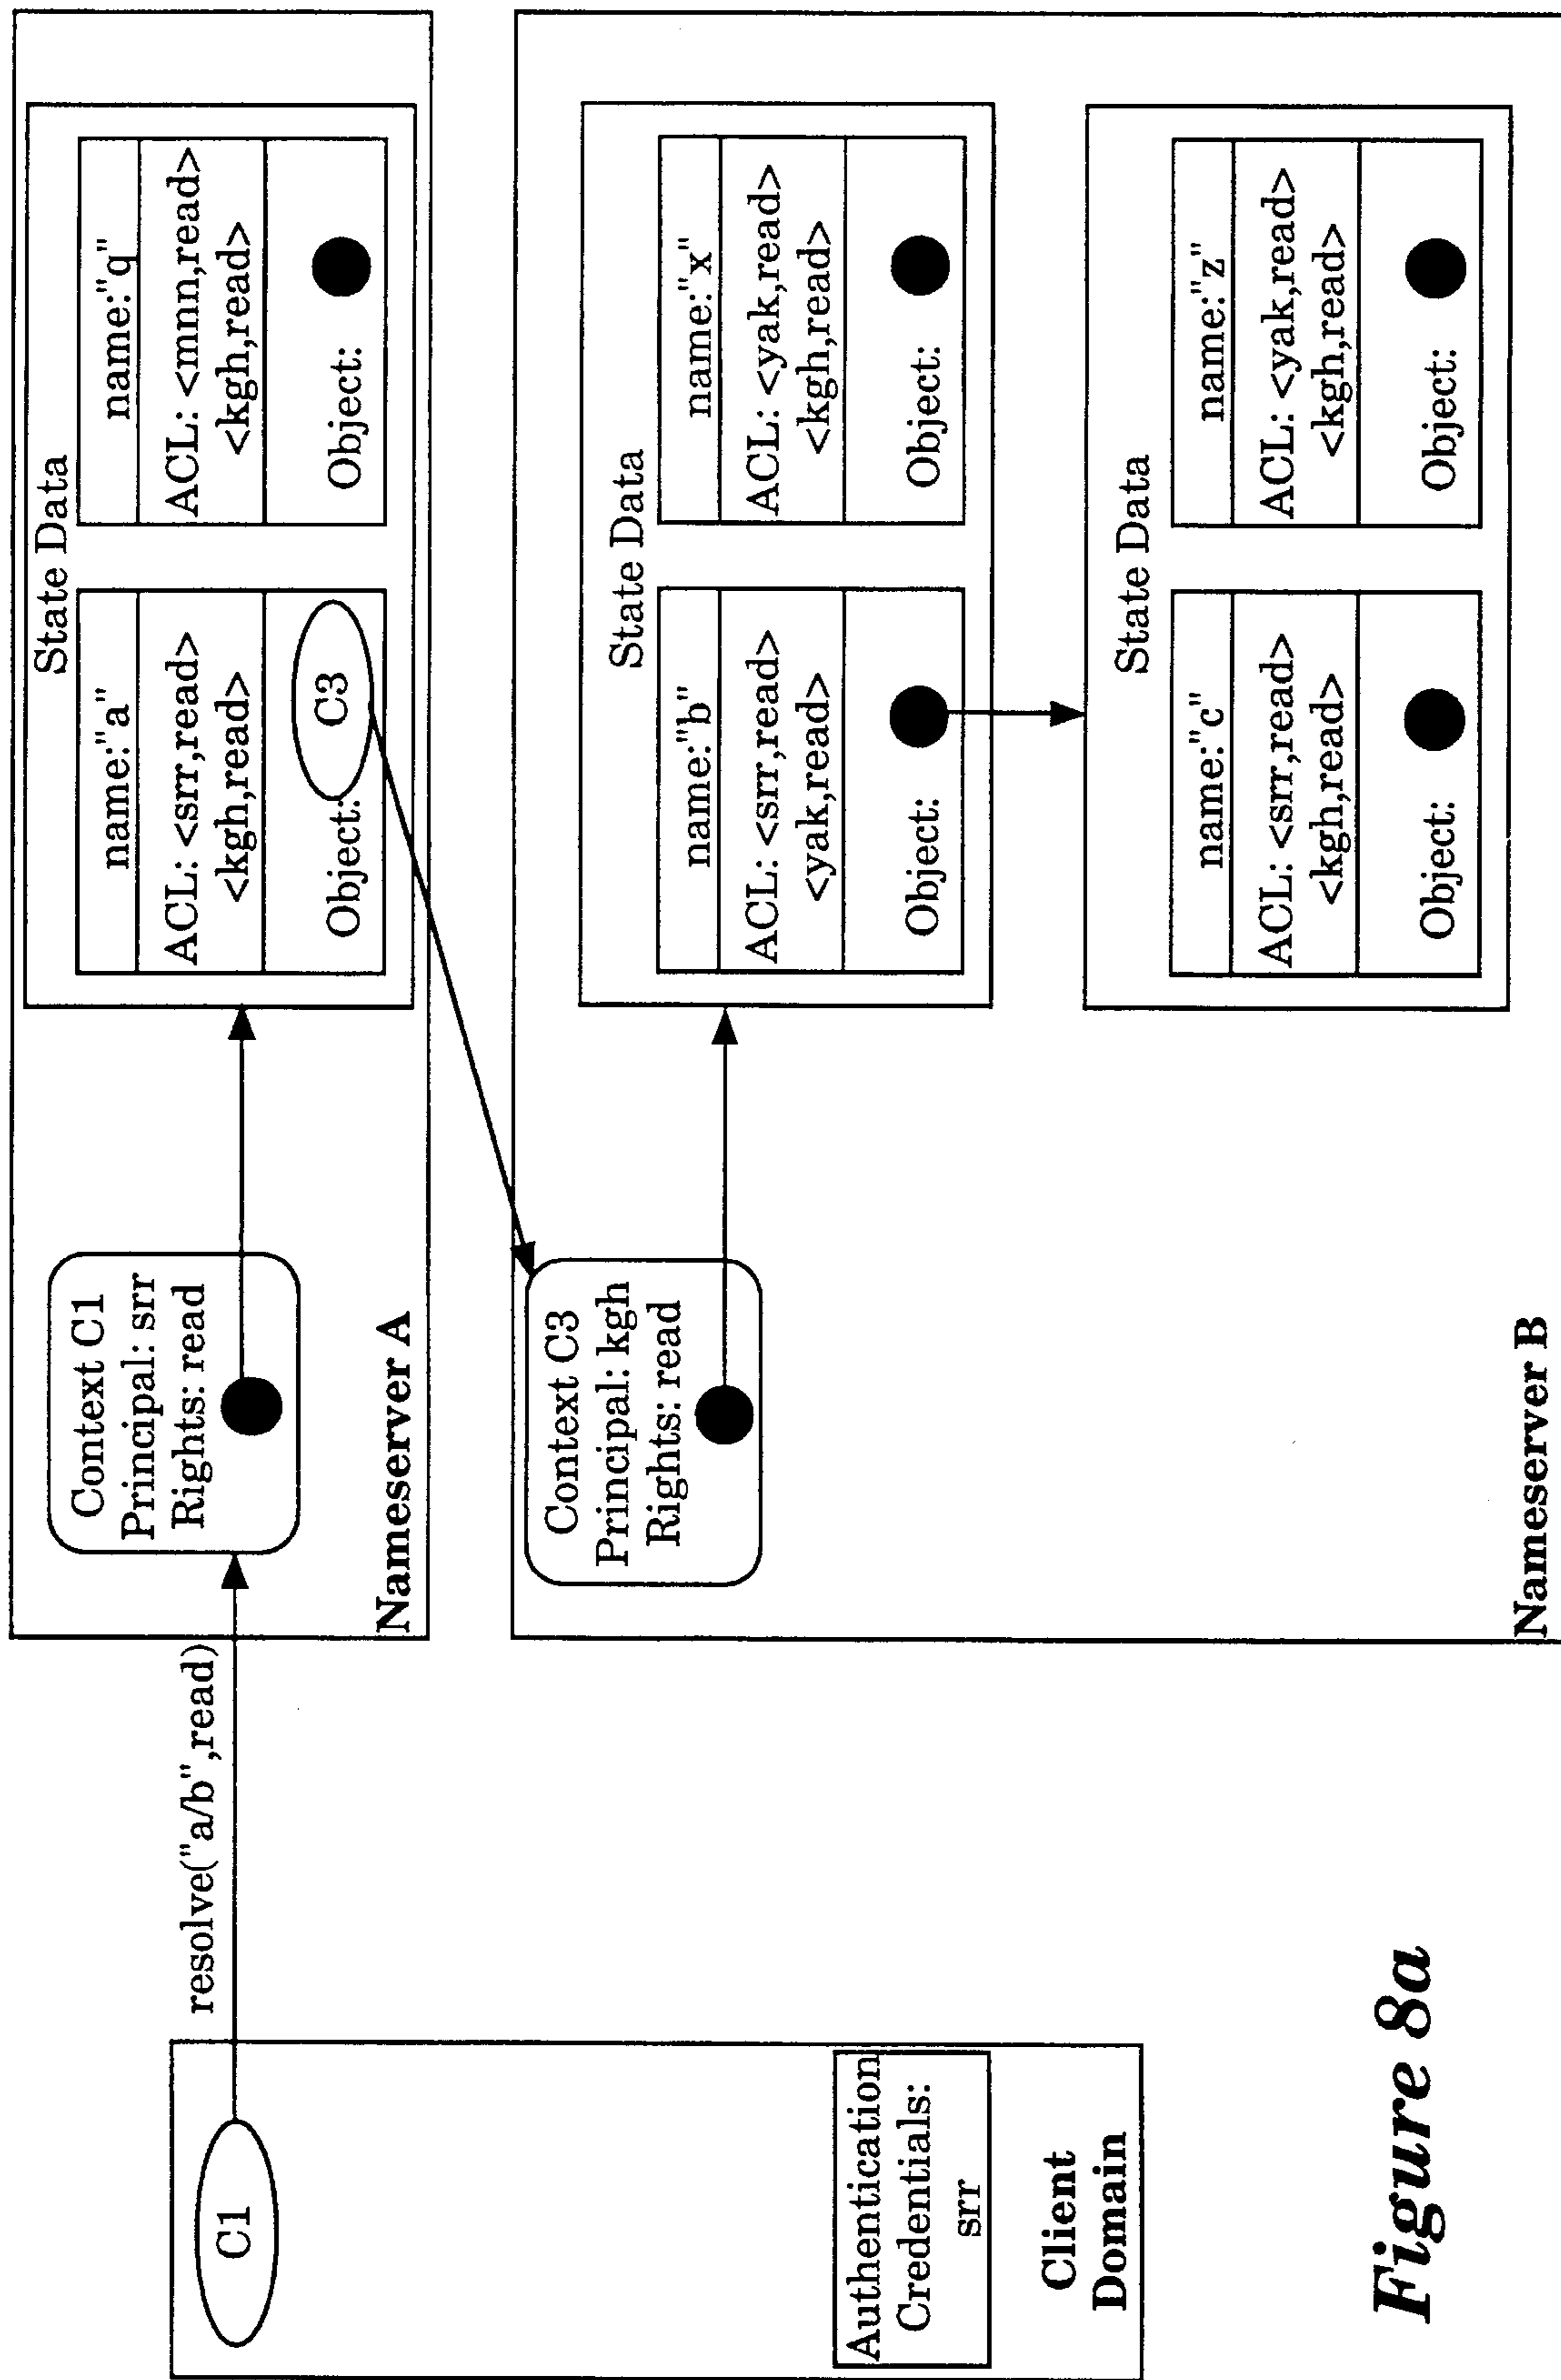 C1
Authentication
Credentials:
srr
Client
Domain
resolve("a/b",read)
Context C1
Principal: srr
Rights: read
Nameserver A
State Data
name:"a"
ACL: <srr,read>
<kgh,read>
Object:
C3
name:"q"
ACL: <mnn,read>
<kgh,read>
Object:
Context C3
Principal: kgh
Rights: read
Nameserver B
State Data
name:"b"
ACL: <srr,read>
<yak,read>
Object:
name:"x"
ACL: <yak,read>
<kgh,read>
Object:
State Data
name:"c"
ACL: <srr,read>
<kgh,read>
Object:
name:"z"
ACL: <yak,read>
<kgh,read>
Object:
Figure 8a